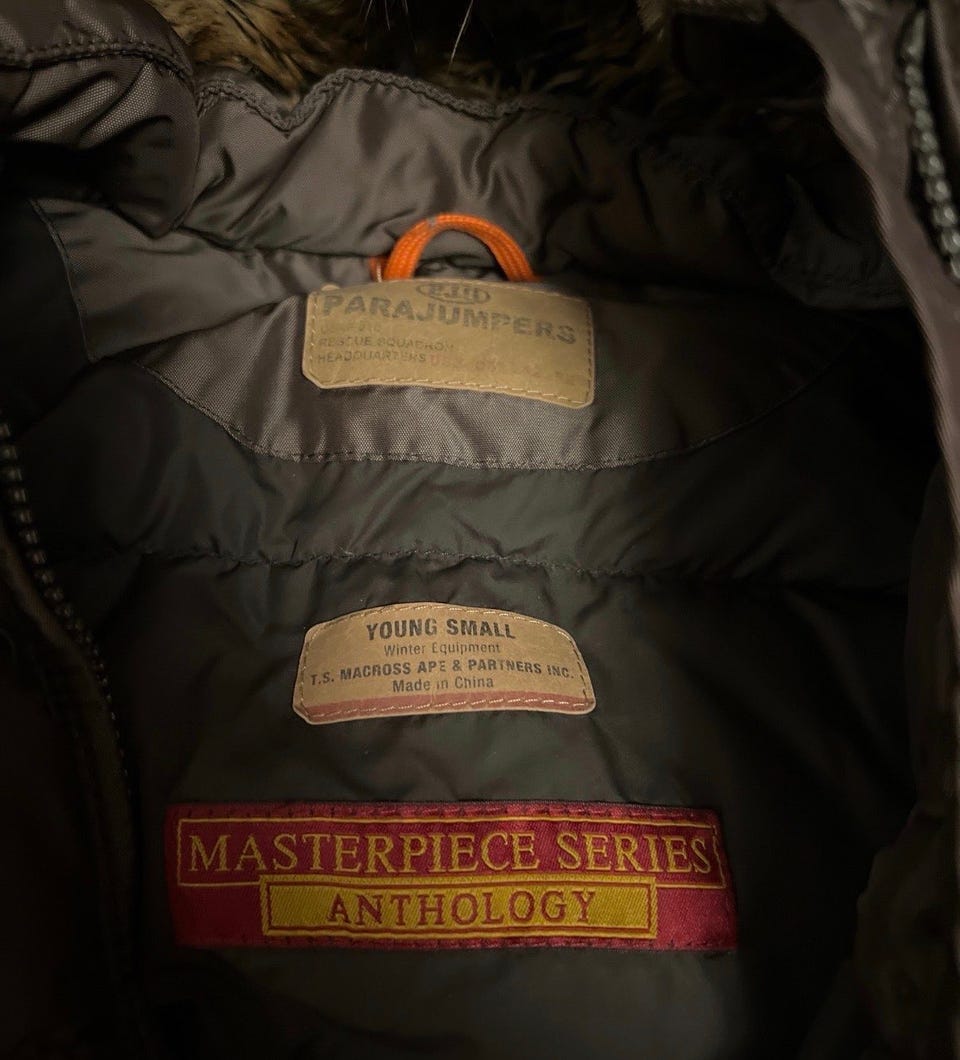 PJS
PARAJUMPERS
RESCUE SQUADRON
HEADQUARTERS
YOUNG SMALL
Winter Equipment
T.S. MACROSS APE & PARTNERS INC.
Made in China
MASTERPIECE SERIES
ANTHOLOGY